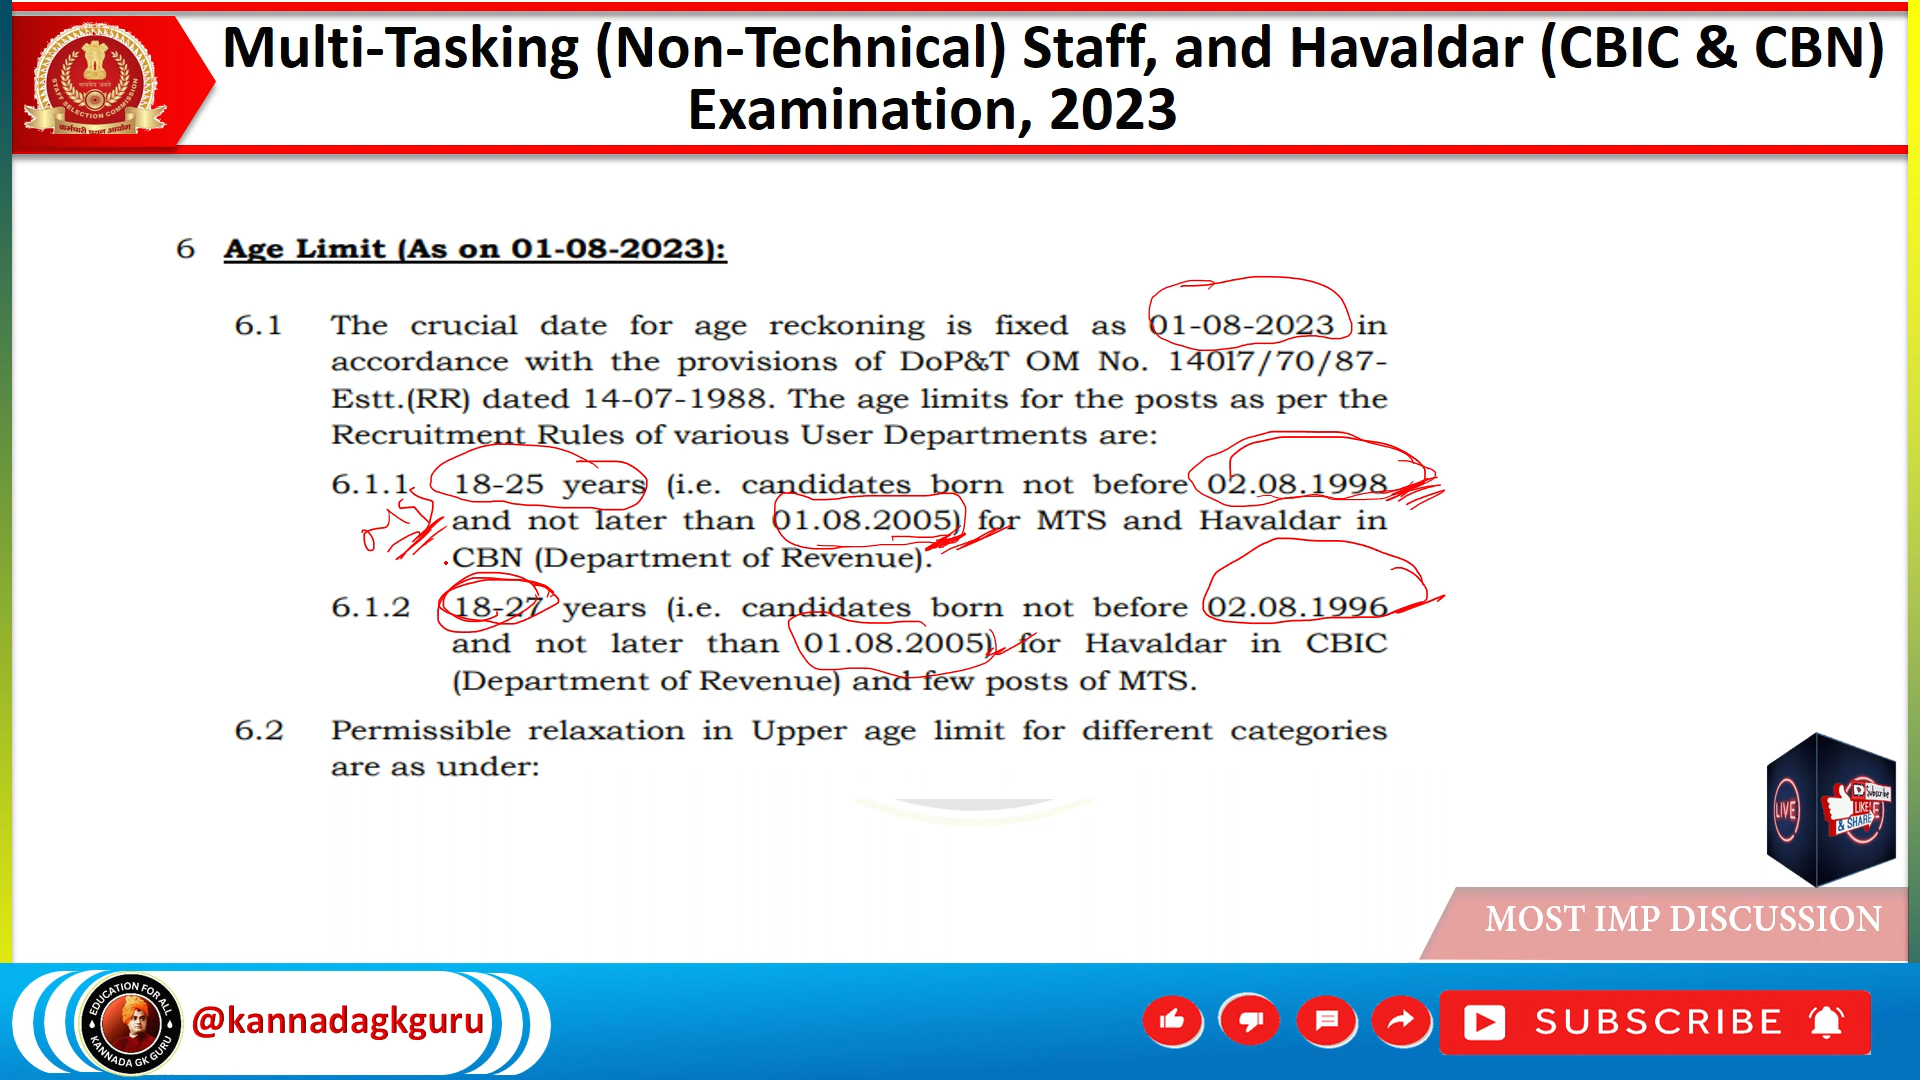 Multi-Tasking (Non-Technical) Staff, and Havaldar (CBIC & CBN)
Examination, 2023
STAFF SELECTION COMMISSION
कर्मचारी चयन आयोग
6 Age Limit (As on 01-08-2023):
6.1 The crucial date for age reckoning is fixed as 01-08-2023 in
accordance with the provisions of DoP&T OM No. 14017/70/87-
Estt.(RR) dated 14-07-1988. The age limits for the posts as per the
Recruitment Rules of various User Departments are:
6.1.1 18-25 years (i.e. candidates born not before 02.08.1998
and not later than 01.08.2005) for MTS and Havaldar in
CBN (Department of Revenue).
6.1.2 18-27 years (i.e. candidates born not before 02.08.1996
and not later than 01.08.2005) for Havaldar in CBIC
(Department of Revenue) and few posts of MTS.
6.2 Permissible relaxation in Upper age limit for different categories
are as under:
LIVE
Subscribe
LIKE
& SHARE
MOST IMP DISCUSSION
EDUCATION FOR ALL
KANNADA GK GURU
@kannadagkguru
SUBSCRIBE